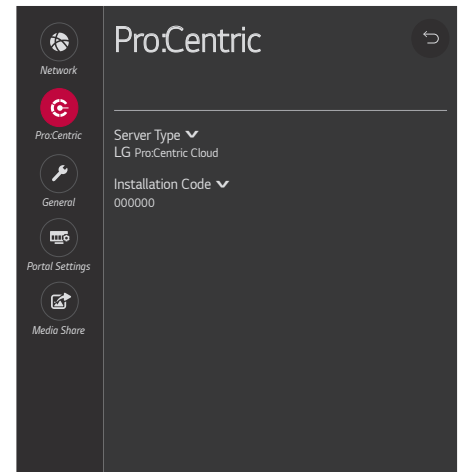 Pro:Centric
Network
Pro:Centric
General
Portal Settings
Media Share
Server Type
LG Pro:Centric Cloud
Installation Code
000000